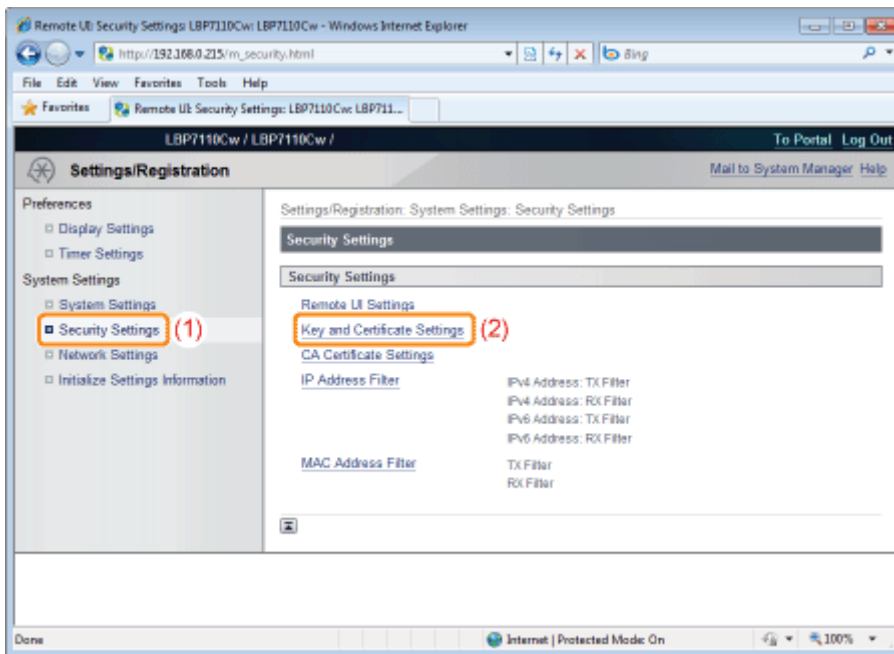 Remote UI: Security Settings: LBP7110Cw: LBP7110Cw - Windows Internet Explorer
http://192.168.0.215/m_security.html
Bing
File Edit View Favorites Tools Help
Favorites Remote UI: Security Settings: LBP7110Cw: LBP711...
LBP7110Cw / LBP7110Cw / To Portal Log Out
Settings/Registration Mail to System Manager Help
Preferences
Display Settings
Timer Settings
System Settings
System Settings
Security Settings (1)
Network Settings
Initialize Settings Information
Settings/Registration: System Settings: Security Settings
Security Settings
Security Settings
Remote UI Settings
Key and Certificate Settings (2)
CA Certificate Settings
IP Address Filter IPv4 Address: TX Filter
IPv4 Address: RX Filter
IPv6 Address: TX Filter
IPv6 Address: RX Filter
MAC Address Filter TX Filter
RX Filter
Done Internet | Protected Mode: On 100%